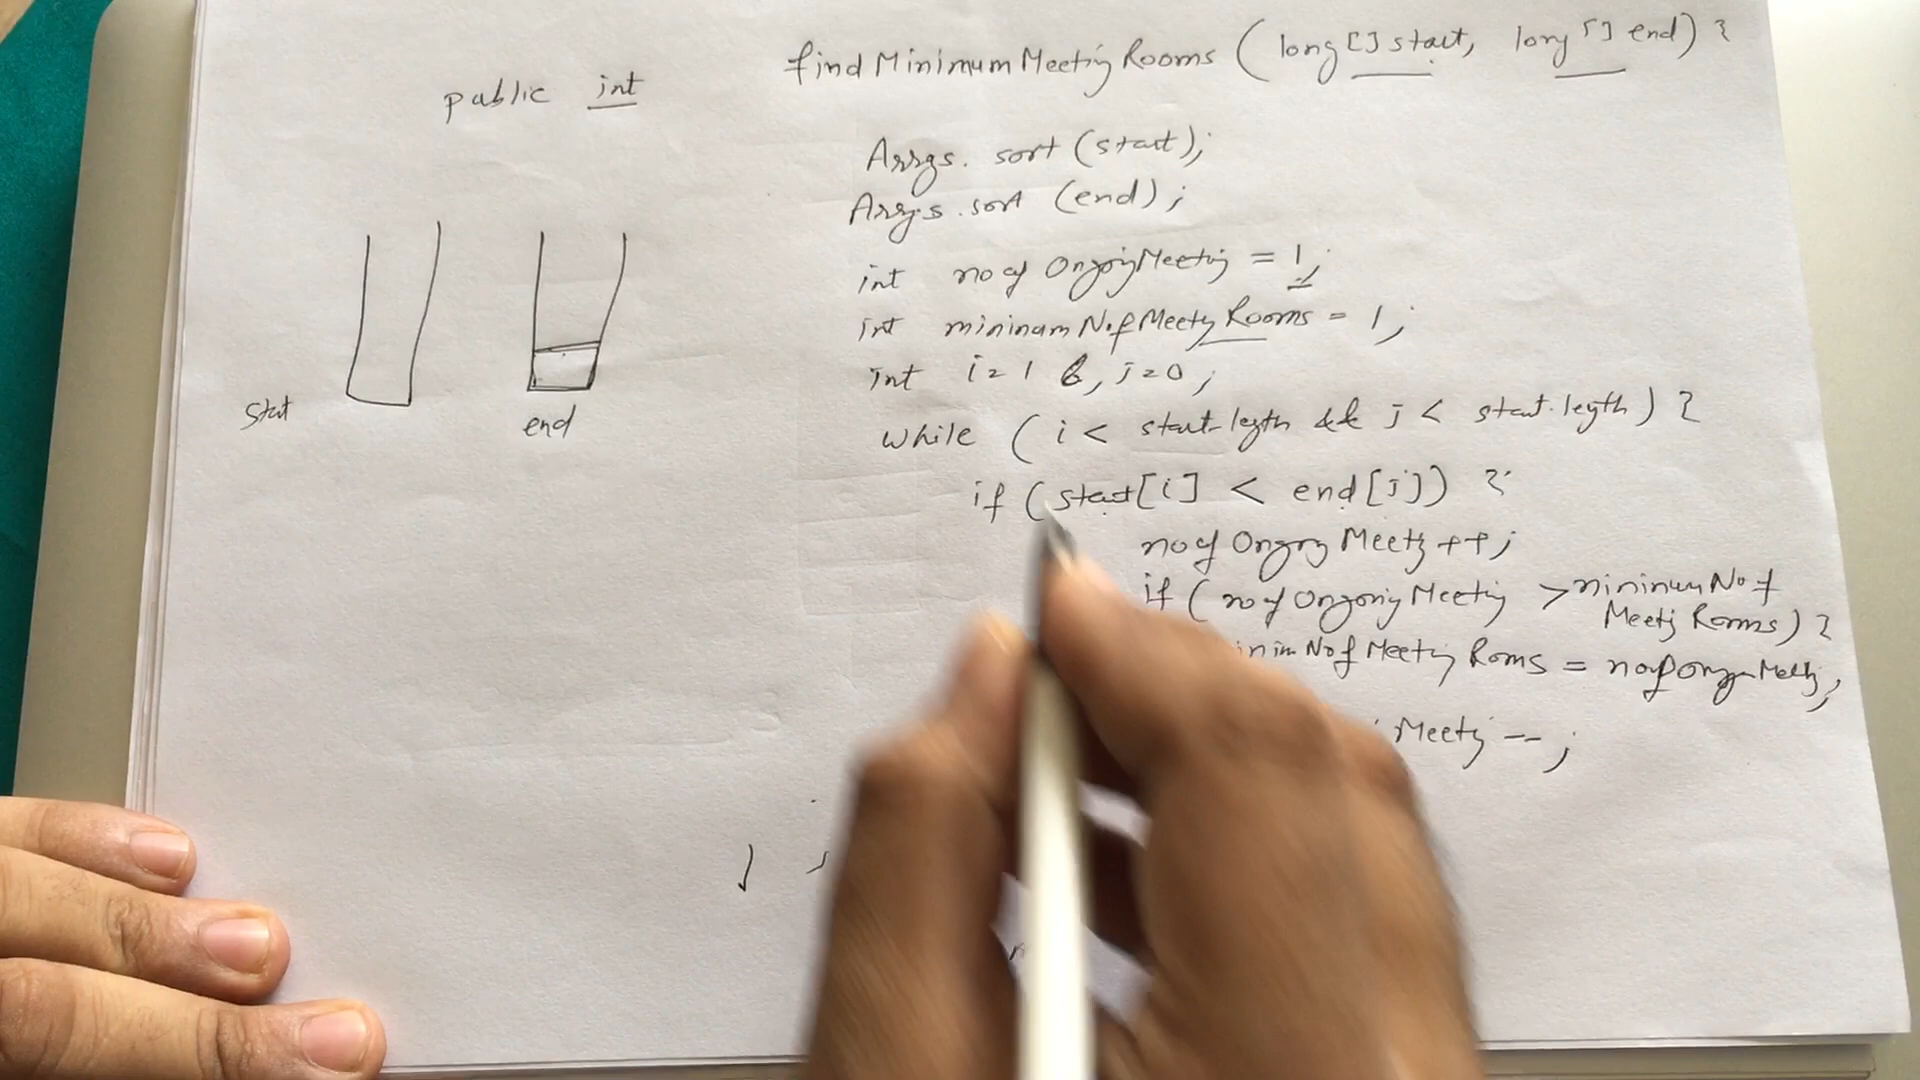 public int findMinimumMeetingRooms (long[] start, long[] end) {
Arrays. sort (start);
Arrays. sort (end);
int noofOngoingMeeting = 1;
int minimumNoofMeetingRooms = 1;
int i=1 , j=0;
while ( i < start.length && j < start.length) {
if (start[i] < end[j]) {
noofOngoingMeeting ++;
if ( noofOngoingMeeting > minimumNoof
MeetingRooms) {
inimNoofMeetingRooms = noofOngoingMeeting;
Meeting --;
start
end